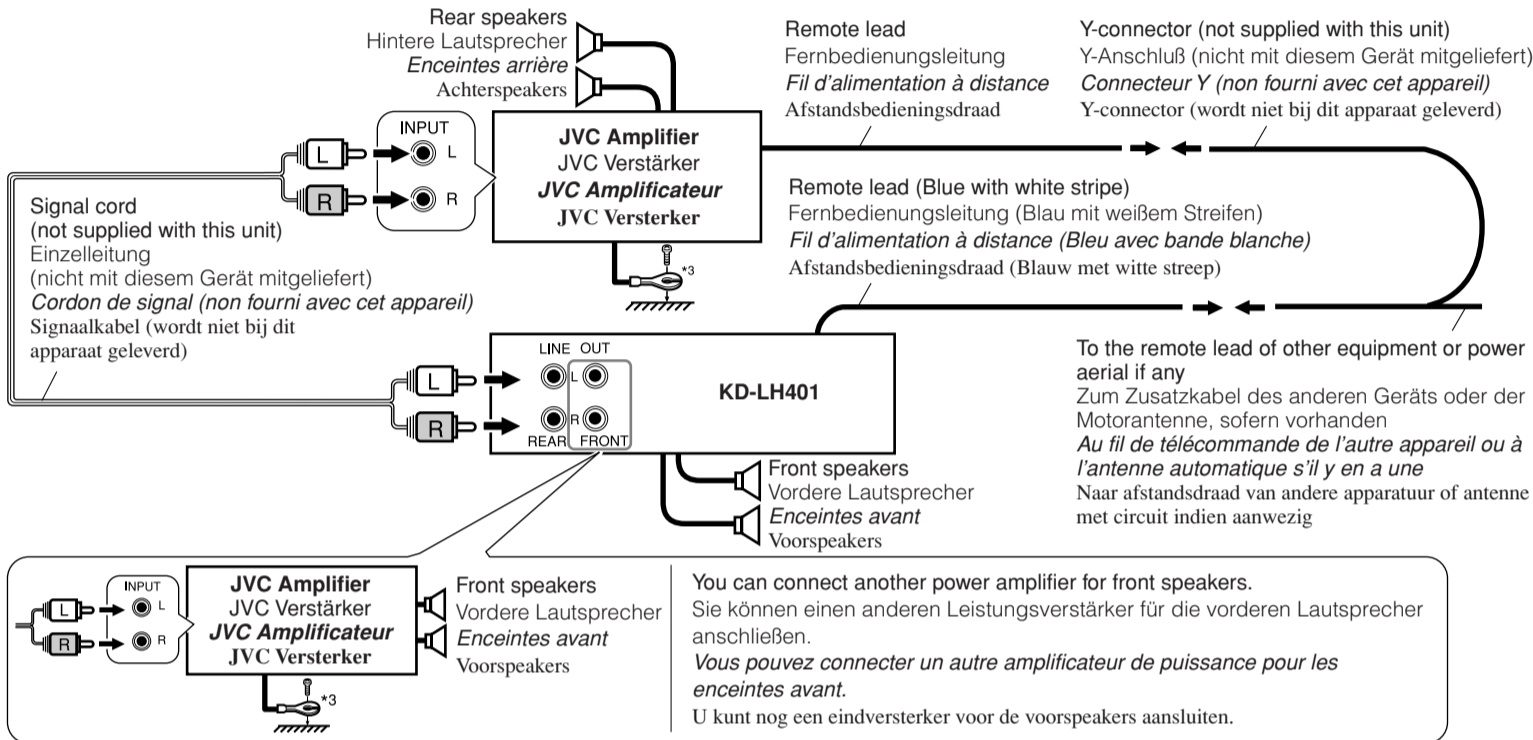 Rear speakers
Hintere Lautsprecher
Enceintes arrière
Achterspeakers
Remote lead
Fernbedienungsleitung
Fil d'alimentation à distance
Afstandsbedieningsdraad
Y-connector (not supplied with this unit)
Y-Anschluß (nicht mit diesem Gerät mitgeliefert)
Connecteur Y (non fourni avec cet appareil)
Y-connector (wordt niet bij dit apparaat geleverd)
INPUT
L
L
R
R
JVC Amplifier
JVC Verstärker
JVC Amplificateur
JVC Versterker
*3
Signal cord
(not supplied with this unit)
Einzelleitung
(nicht mit diesem Gerät mitgeliefert)
Cordon de signal (non fourni avec cet appareil)
Signaalkabel (wordt niet bij dit
apparaat geleverd)
Remote lead (Blue with white stripe)
Fernbedienungsleitung (Blau mit weißem Streifen)
Fil d'alimentation à distance (Bleu avec bande blanche)
Afstandsbedieningsdraad (Blauw met witte streep)
LINE OUT
L
L
R
R
REAR FRONT
KD-LH401
To the remote lead of other equipment or power
aerial if any
Zum Zusatzkabel des anderen Geräts oder der
Motorantenne, sofern vorhanden
Au fil de télécommande de l'autre appareil ou à
l'antenne automatique s'il y en a une
Naar afstandsdraad van andere apparatuur of antenne
met circuit indien aanwezig
Front speakers
Vordere Lautsprecher
Enceintes avant
Voorspeakers
INPUT
L
L
R
R
JVC Amplifier
JVC Verstärker
JVC Amplificateur
JVC Versterker
*3
Front speakers
Vordere Lautsprecher
Enceintes avant
Voorspeakers
You can connect another power amplifier for front speakers.
Sie können einen anderen Leistungsverstärker für die vorderen Lautsprecher
anschließen.
Vous pouvez connecter un autre amplificateur de puissance pour les
enceintes avant.
U kunt nog een eindversterker voor de voorspeakers aansluiten.